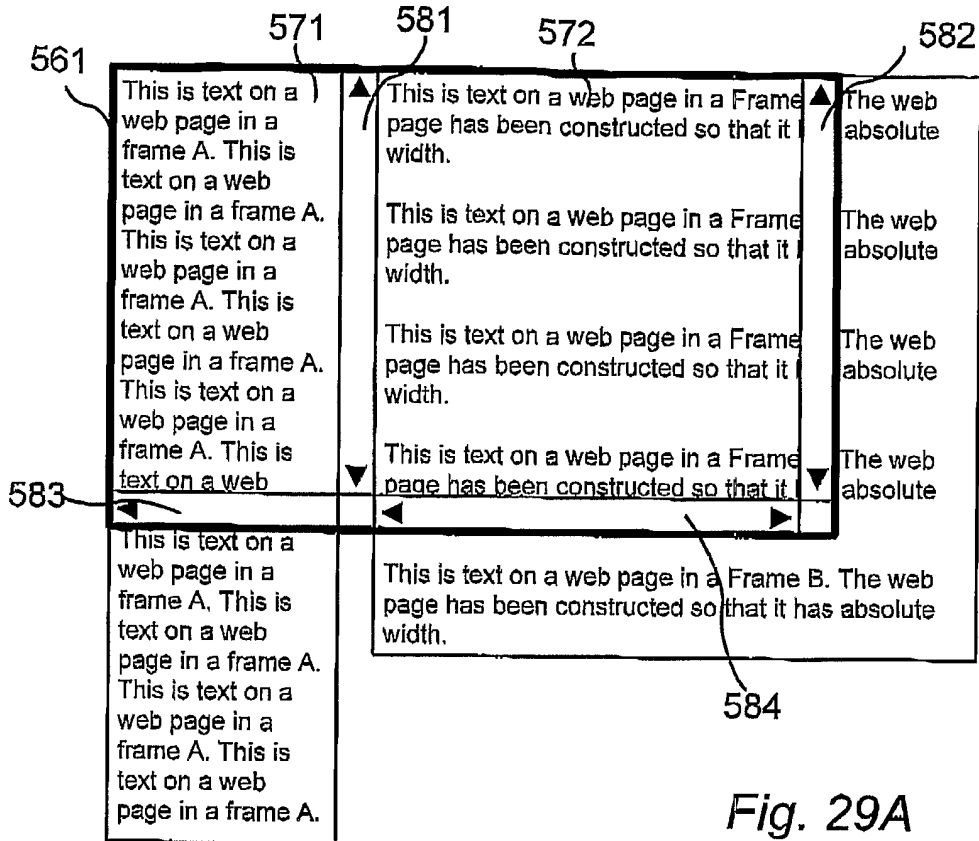 571
581
572
582
561
This is text on a
web page in a
frame A. This is
text on a web
page in a frame A.
This is text on a
web page in a
frame A. This is
text on a web
page in a frame A.
This is text on a
web page in a
frame A. This is
text on a web
583
This is text on a
web page in a
frame A. This is
text on a web
page in a frame A.
This is text on a
web page in a
frame A. This is
text on a web
page in a frame A.
This is text on a web page in a Frame The web
page has been constructed so that it absolute
width.
This is text on a web page in a Frame The web
page has been constructed so that it absolute
width.
This is text on a web page in a Frame The web
page has been constructed so that it absolute
width.
This is text on a web page in a Frame The web
page has been constructed so that it absolute
This is text on a web page in a Frame B. The web
page has been constructed so that it has absolute
width.
584
Fig. 29A